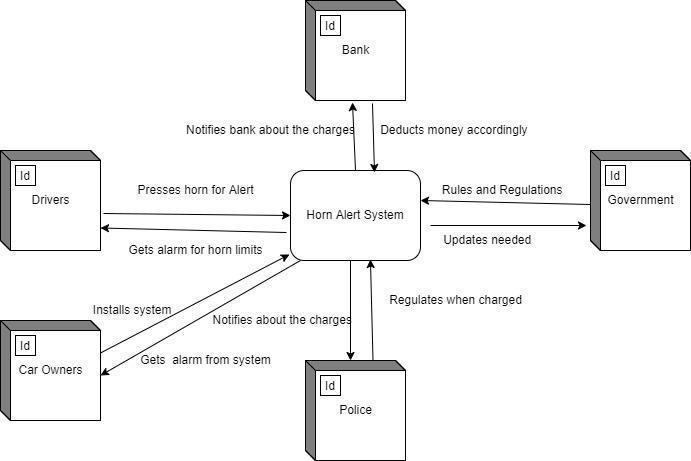 Id
Bank
Notifies bank about the charges
Deducts money accordingly
Id
Drivers
Presses horn for Alert
Horn Alert System
Rules and Regulations
Id
Government
Gets alarm for horn limits
Updates needed
Installs system
Notifies about the charges
Regulates when charged
Id
Car Owners
Gets  alarm from system
Id
Police